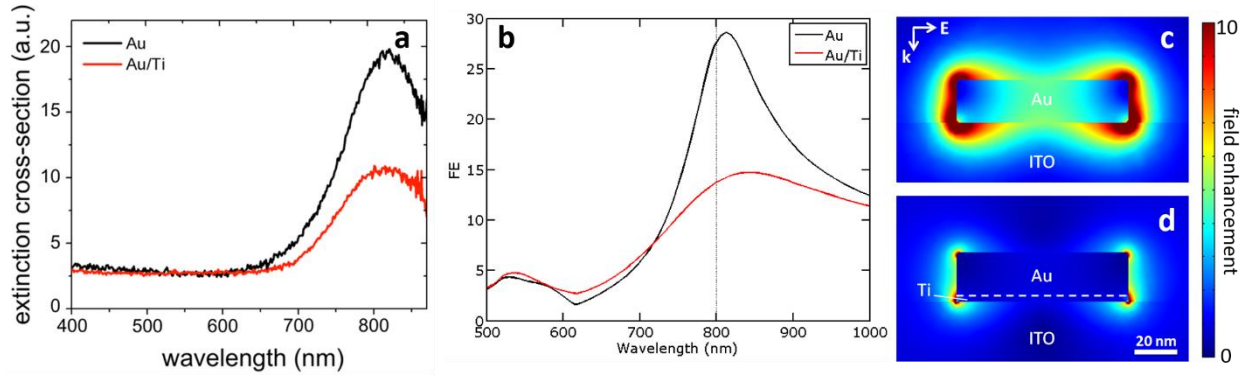 a
Au
Au/Ti
extinction cross-section (a.u.)
20
15
10
5
0
400 500 600 700 800
wavelength (nm)
b
Au
Au/Ti
FE
30
25
20
15
10
5
0
500 600 700 800 900 1000
Wavelength (nm)
c
E
k
Au
ITO
d
Au
Ti
ITO
20 nm
10
field enhancement
0